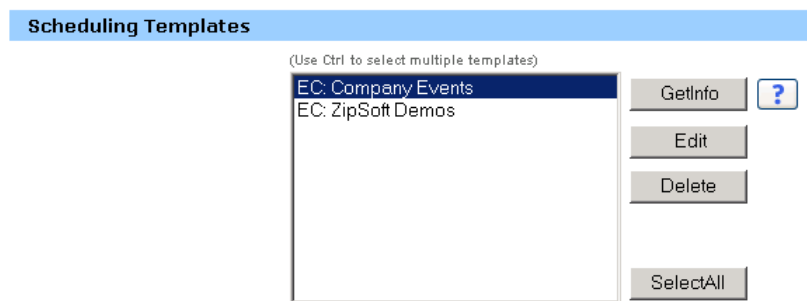 Scheduling Templates
(Use Ctrl to select multiple templates)
EC: Company Events
EC: ZipSoft Demos
GetInfo
?
Edit
Delete
SelectAll